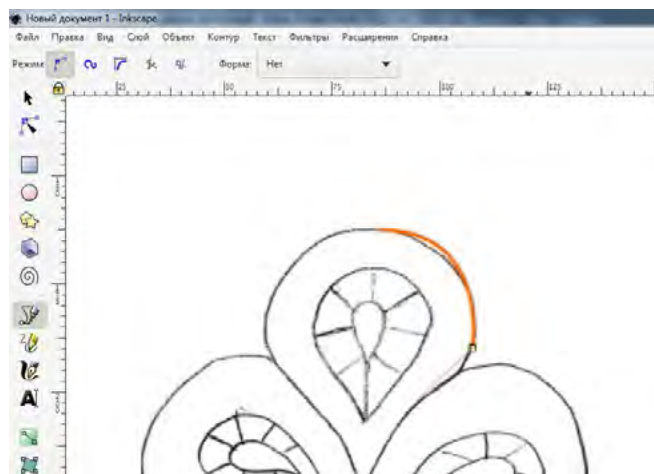 Новый документ 1 - Inkscape
Файл Правка Вид Слой Объект Контур Текст Фильтры Расширения Справка
Режим Форма: Нет
25 50 75 100 125